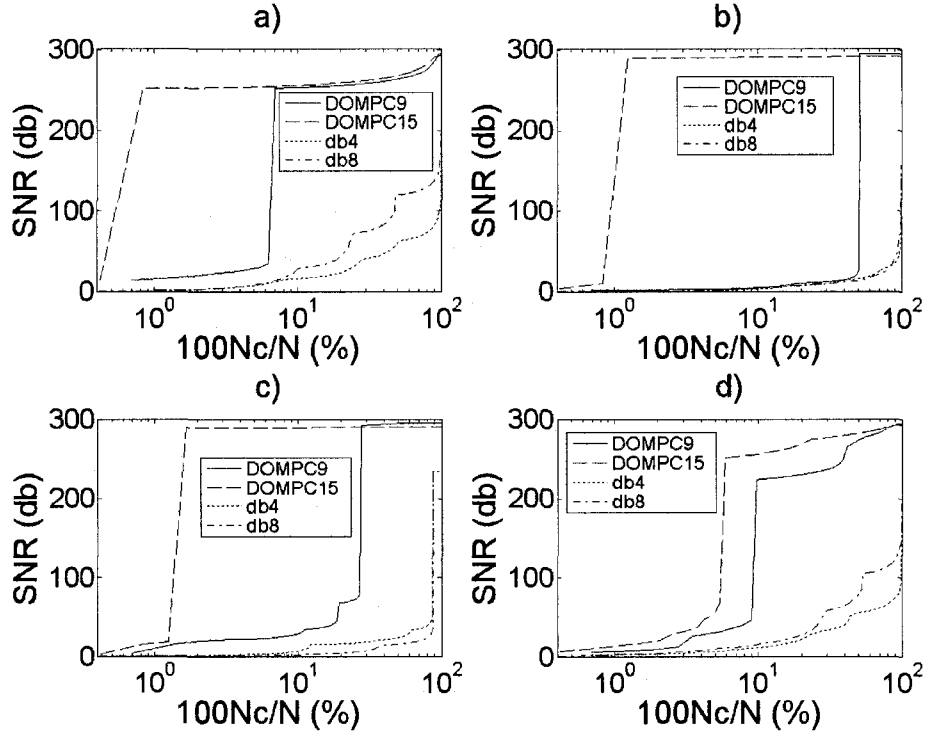 a)
300
200
100
0
SNR (db)
10^0
10^1
10^2
100Nc/N (%)
DOMPC9
DOMPC15
db4
db8
b)
300
200
100
0
SNR (db)
10^0
10^1
10^2
100Nc/N (%)
DOMPC9
DOMPC15
db4
db8
c)
300
200
100
0
SNR (db)
10^0
10^1
10^2
100Nc/N (%)
DOMPC9
DOMPC15
db4
db8
d)
300
200
100
0
SNR (db)
10^0
10^1
10^2
100Nc/N (%)
DOMPC9
DOMPC15
db4
db8